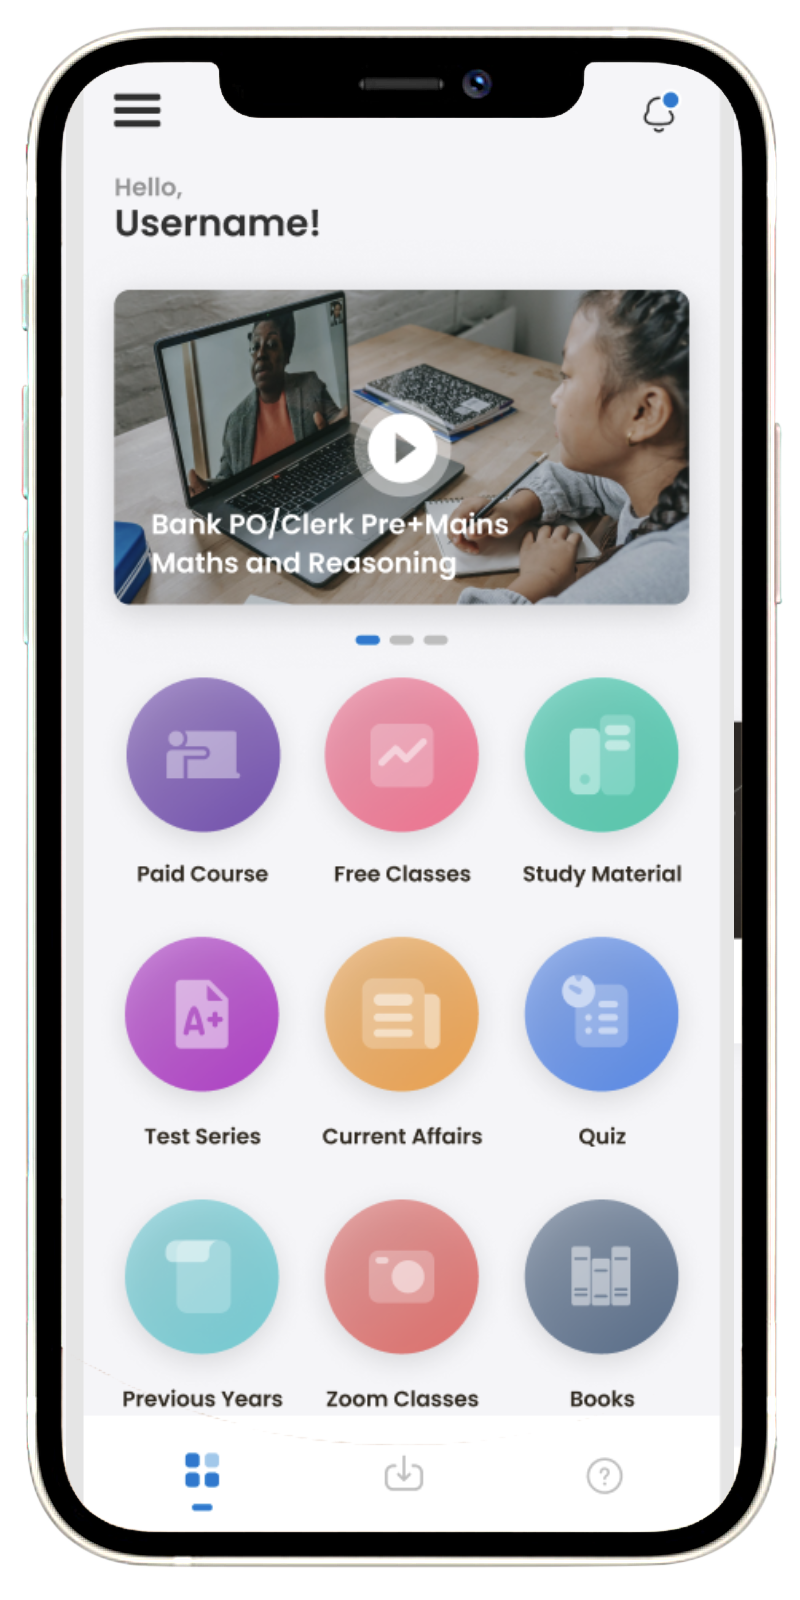 Hello,
Username!
Bank PO/Clerk Pre+Mains
Maths and Reasoning
Paid Course
Free Classes
Study Material
A+
Test Series
Current Affairs
Quiz
Previous Years
Zoom Classes
Books
?